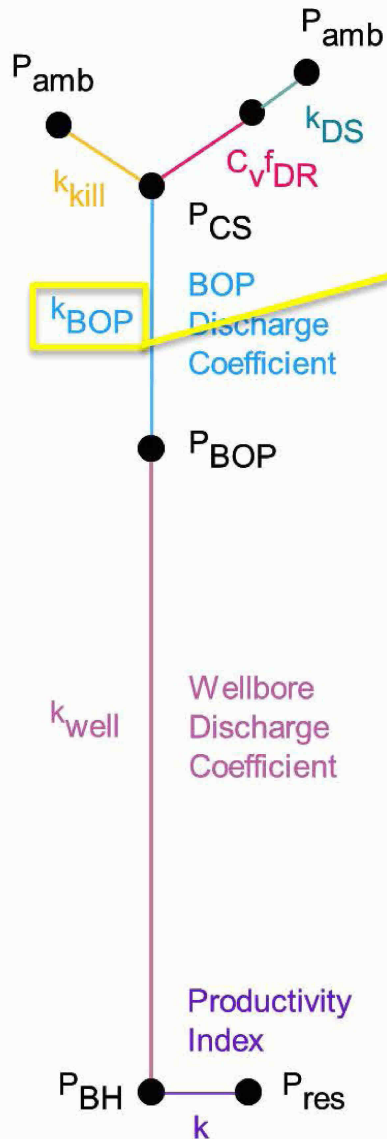 P_amb
P_amb
k_DS
k_kill
C_v f_DR
P_CS
k_BOP
BOP
Discharge
Coefficient
P_BOP
k_well
Wellbore
Discharge
Coefficient
Productivity
Index
P_BH
P_res
k